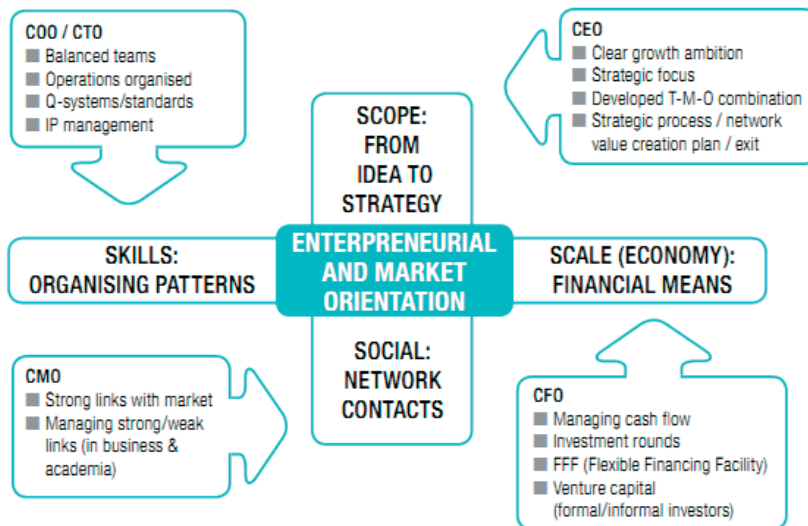 COO / CTO
Balanced teams
Operations organised
Q-systems/standards
IP management
CEO
Clear growth ambition
Strategic focus
Developed T-M-O combination
Strategic process / network
value creation plan / exit
SCOPE:
FROM
IDEA TO
STRATEGY
SKILLS:
ORGANISING PATTERNS
ENTERPRENEURIAL
AND MARKET
ORIENTATION
SCALE (ECONOMY):
FINANCIAL MEANS
SOCIAL:
NETWORK
CONTACTS
CMO
Strong links with market
Managing strong/weak
links (in business &
academia)
CFO
Managing cash flow
Investment rounds
FFF (Flexible Financing Facility)
Venture capital
(formal/informal investors)